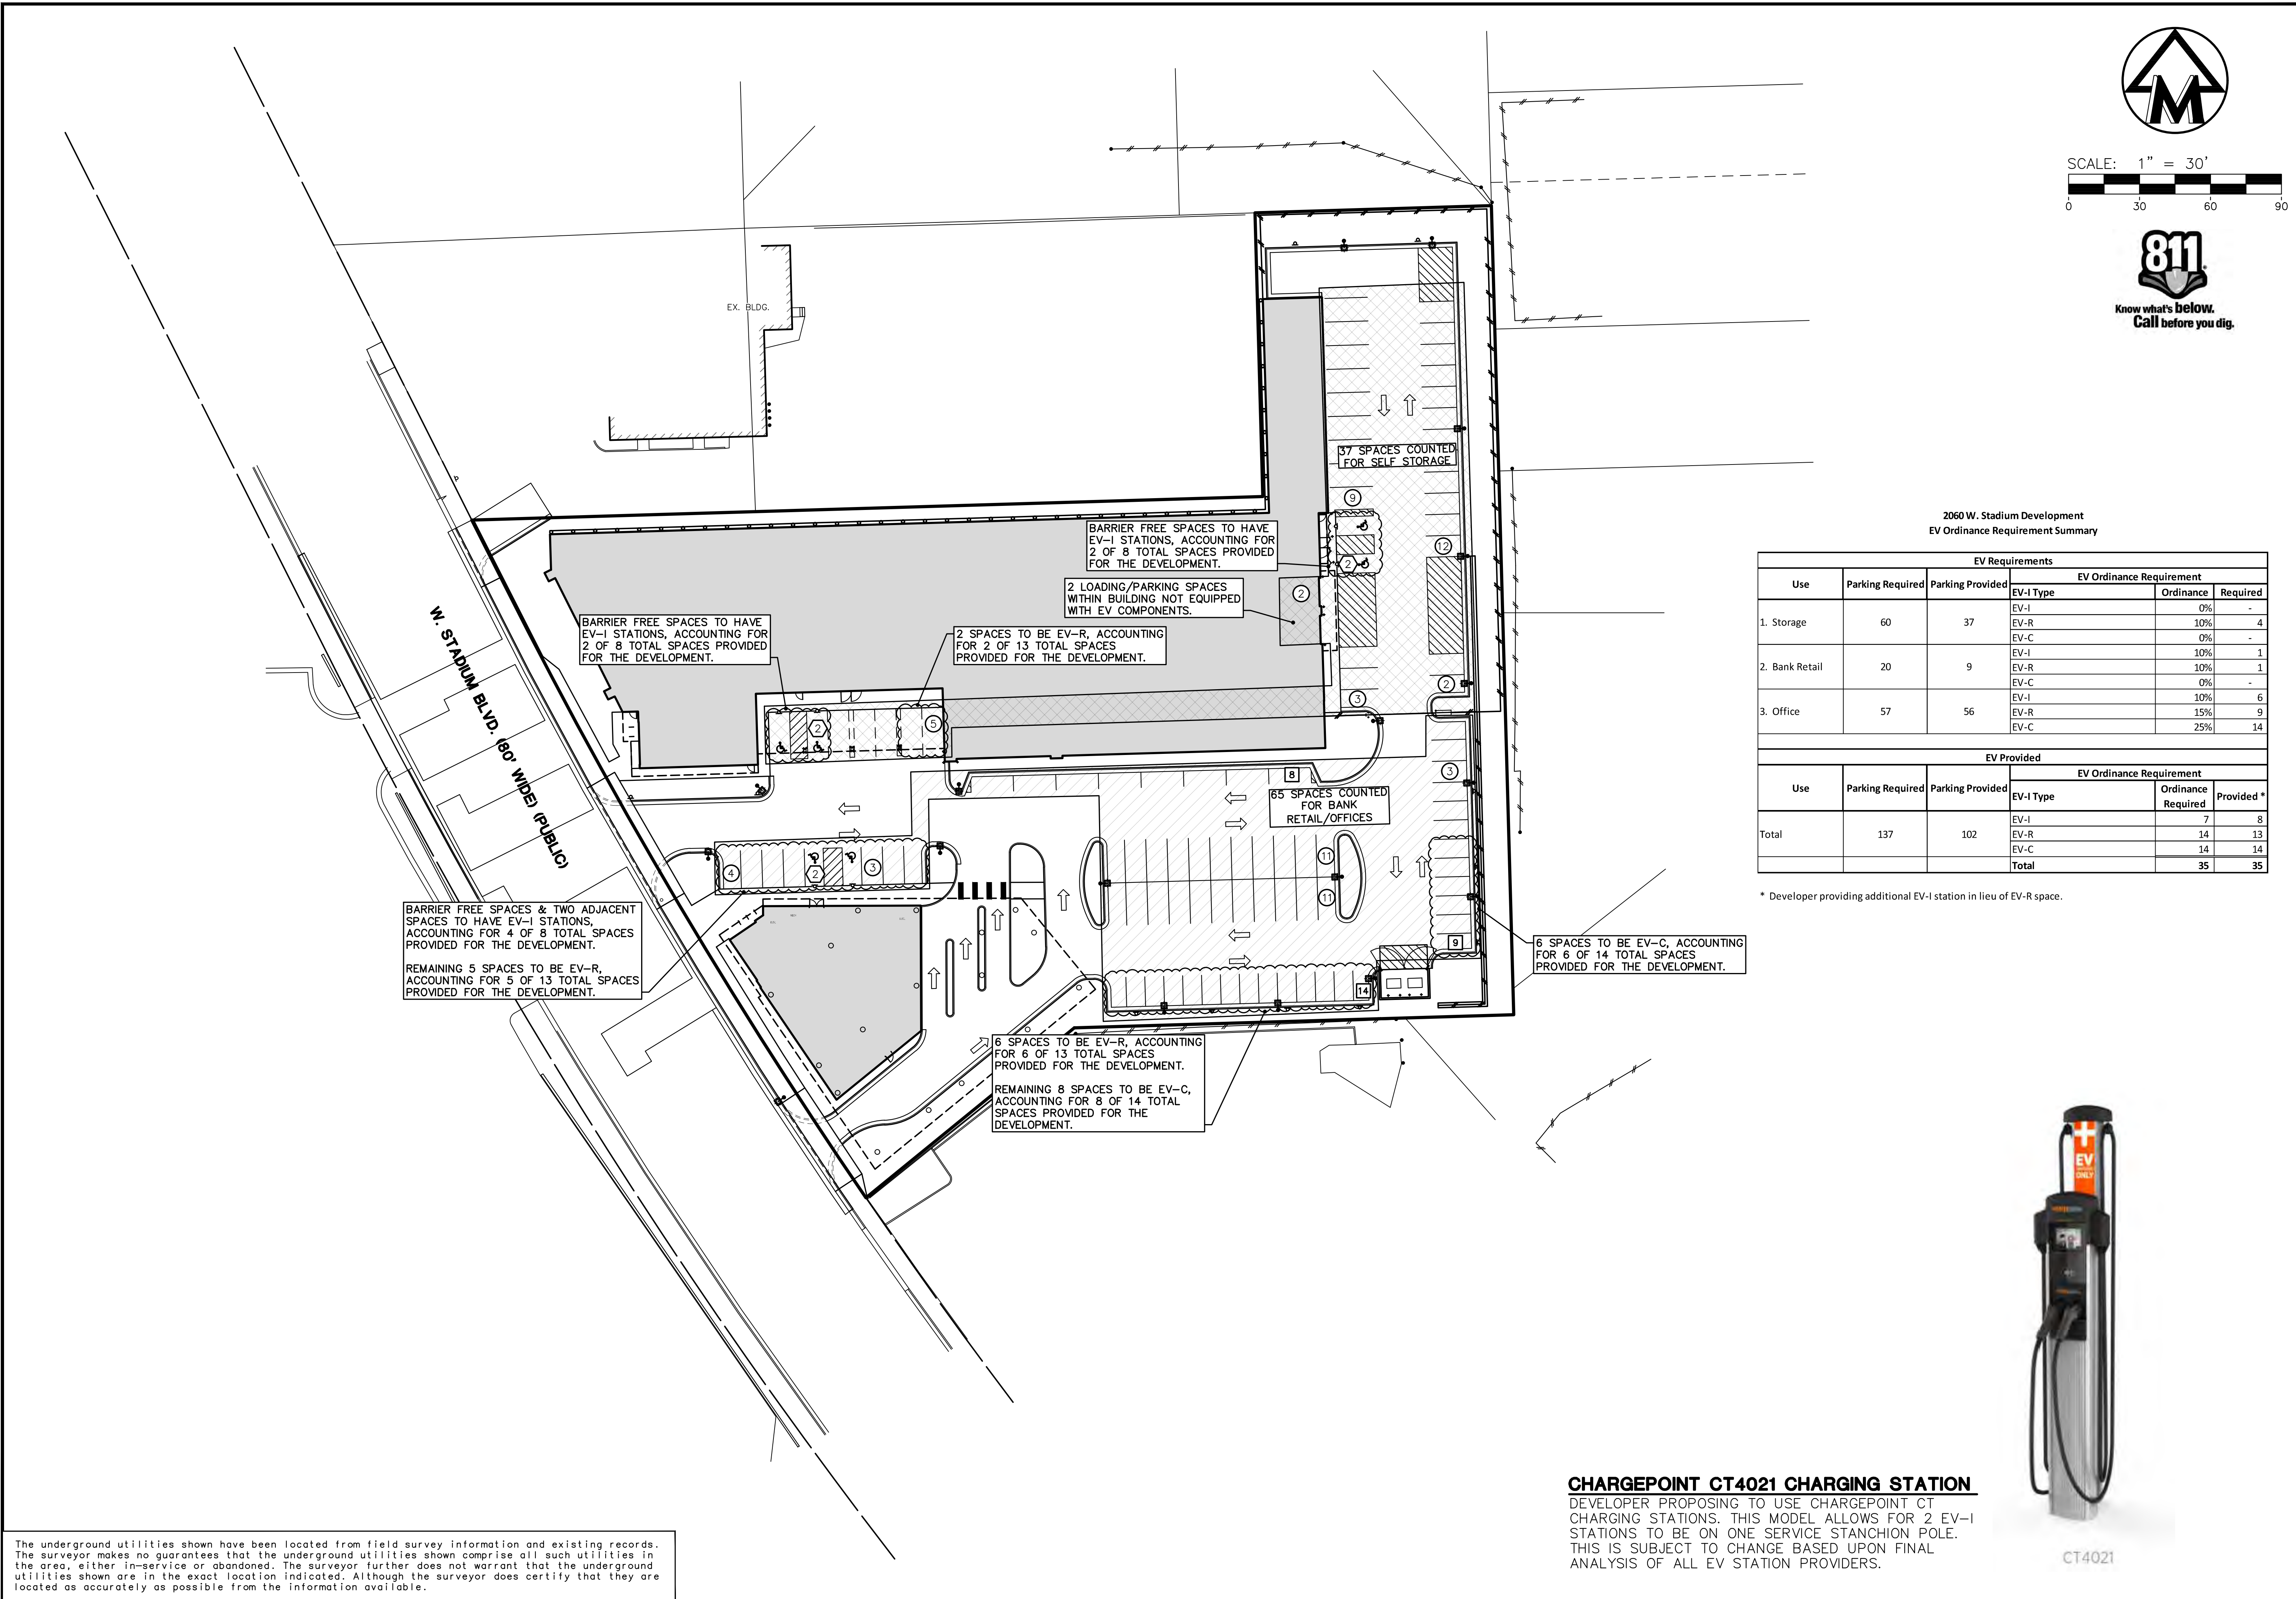 M
SCALE: 1" = 30'
0 30 60 90
811
Know what's below.
Call before you dig.
EX. BLDG.
37 SPACES COUNTED
FOR SELF STORAGE
9
BARRIER FREE SPACES TO HAVE
EV-I STATIONS, ACCOUNTING FOR
2 OF 8 TOTAL SPACES PROVIDED
FOR THE DEVELOPMENT.
12
2
2 LOADING/PARKING SPACES
WITHIN BUILDING NOT EQUIPPED
WITH EV COMPONENTS.
2
BARRIER FREE SPACES TO HAVE
EV-I STATIONS, ACCOUNTING FOR
2 OF 8 TOTAL SPACES PROVIDED
FOR THE DEVELOPMENT.
2 SPACES TO BE EV-R, ACCOUNTING
FOR 2 OF 13 TOTAL SPACES
PROVIDED FOR THE DEVELOPMENT.
W. STADIUM BLVD. (80' WIDE) (PUBLIC)
2
5
3
2
3
8
65 SPACES COUNTED
FOR BANK
RETAIL/OFFICES
4
2
3
11
11
9
14
BARRIER FREE SPACES & TWO ADJACENT
SPACES TO HAVE EV-I STATIONS,
ACCOUNTING FOR 4 OF 8 TOTAL SPACES
PROVIDED FOR THE DEVELOPMENT.
REMAINING 5 SPACES TO BE EV-R,
ACCOUNTING FOR 5 OF 13 TOTAL SPACES
PROVIDED FOR THE DEVELOPMENT.
6 SPACES TO BE EV-C, ACCOUNTING
FOR 6 OF 14 TOTAL SPACES
PROVIDED FOR THE DEVELOPMENT.
6 SPACES TO BE EV-R, ACCOUNTING
FOR 6 OF 13 TOTAL SPACES
PROVIDED FOR THE DEVELOPMENT.
REMAINING 8 SPACES TO BE EV-C,
ACCOUNTING FOR 8 OF 14 TOTAL
SPACES PROVIDED FOR THE
DEVELOPMENT.
2060 W. Stadium Development
EV Ordinance Requirement Summary
EV Requirements
Use Parking Required Parking Provided EV Ordinance Requirement
EV-I Type Ordinance Required
1. Storage 60 37
EV-I 0% -
EV-R 10% 4
EV-C 0% -
2. Bank Retail 20 9
EV-I 10% 1
EV-R 10% 1
EV-C 0% -
3. Office 57 56
EV-I 10% 6
EV-R 15% 9
EV-C 25% 14
EV Provided
Use Parking Required Parking Provided EV Ordinance Requirement
EV-I Type Ordinance Required Provided *
Total 137 102
EV-I 7 8
EV-R 14 13
EV-C 14 14
Total 35 35
* Developer providing additional EV-I station in lieu of EV-R space.
EV
ONLY
CHARGEPOINT CT4021 CHARGING STATION
DEVELOPER PROPOSING TO USE CHARGEPOINT CT
CHARGING STATIONS. THIS MODEL ALLOWS FOR 2 EV-I
STATIONS TO BE ON ONE SERVICE STANCHION POLE.
THIS IS SUBJECT TO CHANGE BASED UPON FINAL
ANALYSIS OF ALL EV STATION PROVIDERS.
CT4021
The underground utilities shown have been located from field survey information and existing records.
The surveyor makes no guarantees that the underground utilities shown comprise all such utilities in
the area, either in-service or abandoned. The surveyor further does not warrant that the underground
utilities shown are in the exact location indicated. Although the surveyor does certify that they are
located as accurately as possible from the information available.